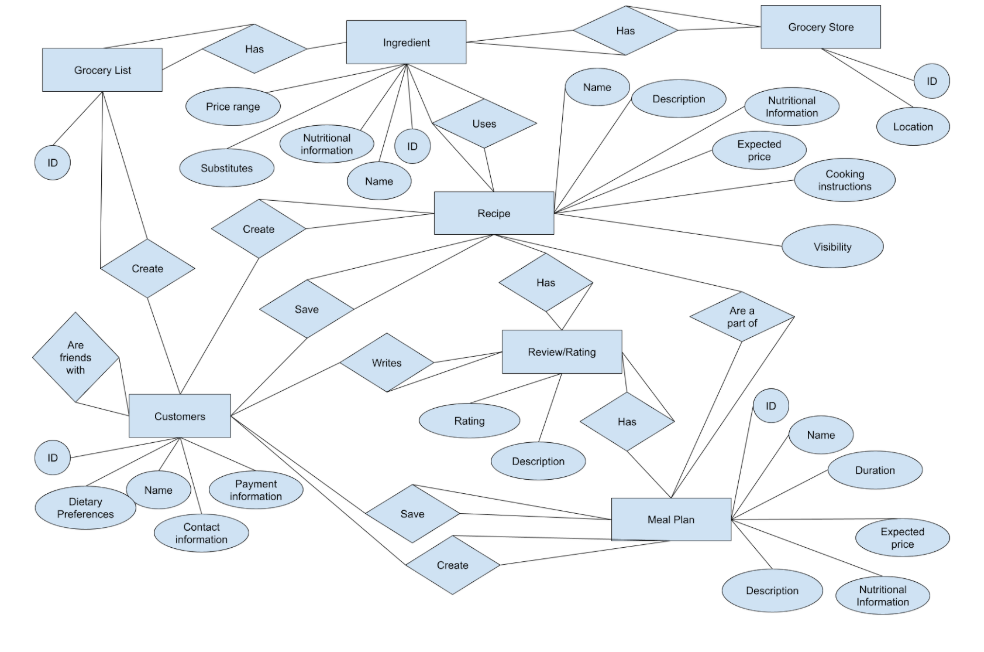 Grocery Store
Ingredient
Has
Has
Grocery List
ID
Name
Description
Price range
Nutritional
Information
Location
Uses
Nutritional
information
ID
Expected
price
ID
Substitutes
Name
Cooking
instructions
Recipe
Create
Visibility
Create
Has
Save
Are a
part of
Are
friends
with
Review/Rating
Writes
ID
Customers
Rating
Has
Name
ID
Description
Duration
Name
Payment
information
Dietary
Preferences
Save
Meal Plan
Contact
information
Expected
price
Create
Description
Nutritional
Information